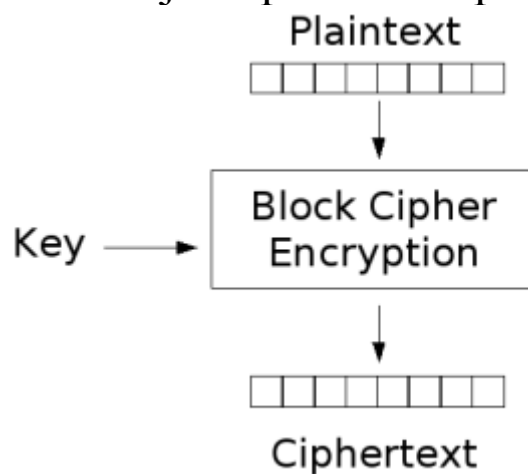 Plaintext
Block Cipher
Key
Encryption
Ciphertext